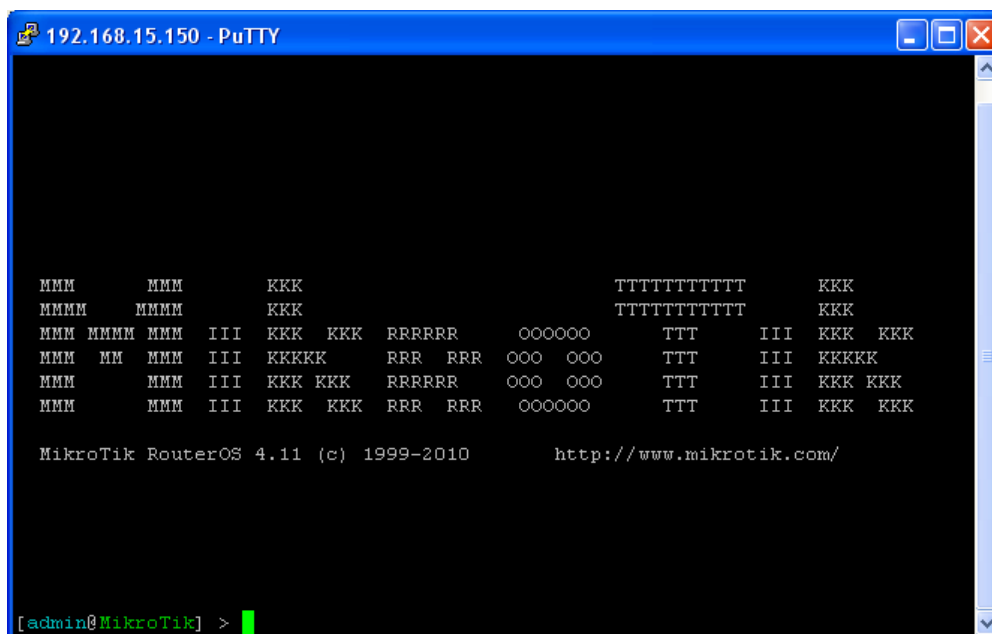 192.168.15.150 - PuTTY
MMM      MMM       KKK                          TTTTTTTTTTT      KKK
MMMM    MMMM       KKK                          TTTTTTTTTTT      KKK
MMM MMMM MMM  III  KKK  KKK  RRRRRR     OOOOOO      TTT     III  KKK  KKK
MMM  MM  MMM  III  KKKKK     RRR  RRR  OOO  OOO     TTT     III  KKKKK
MMM      MMM  III  KKK KKK   RRRRRR    OOO  OOO     TTT     III  KKK KKK
MMM      MMM  III  KKK  KKK  RRR  RRR   OOOOOO      TTT     III  KKK  KKK
MikroTik RouterOS 4.11 (c) 1999-2010       http://www.mikrotik.com/
[admin@MikroTik] >